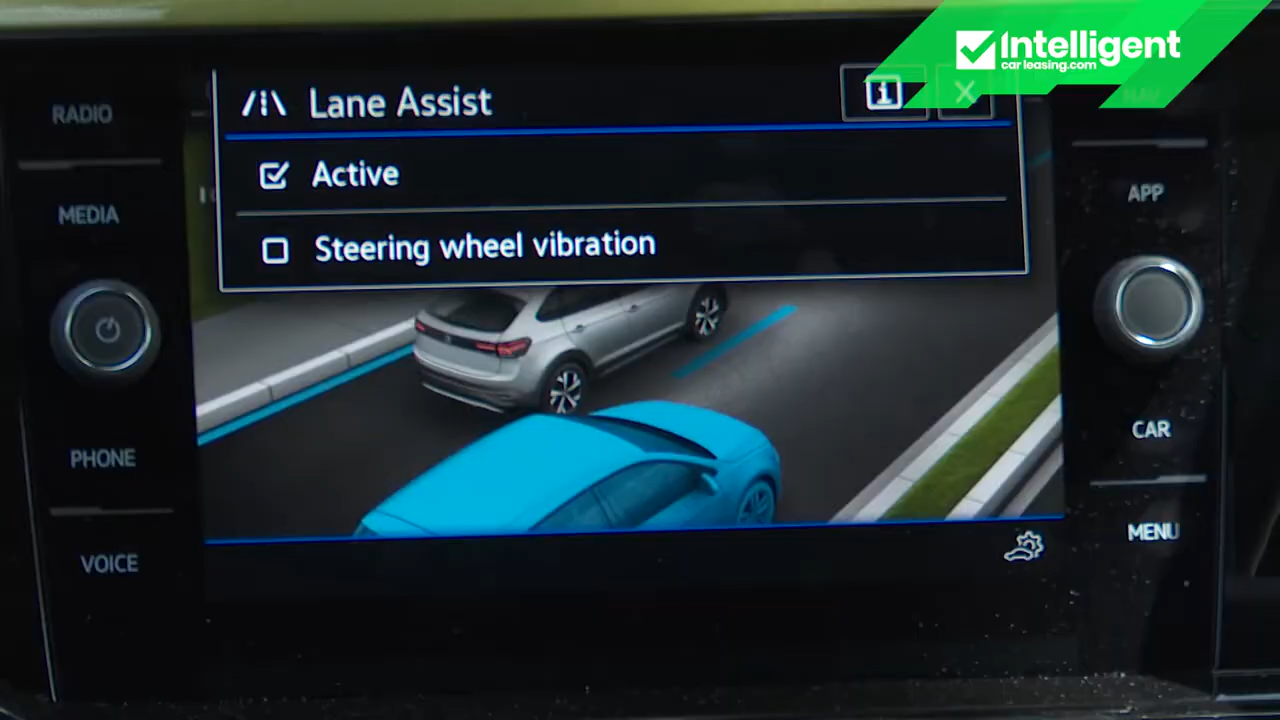 Intelligent
carleasing.com
RADIO
Lane Assist
i
X
Active
MEDIA
APP
Steering wheel vibration
PHONE
CAR
VOICE
MENU